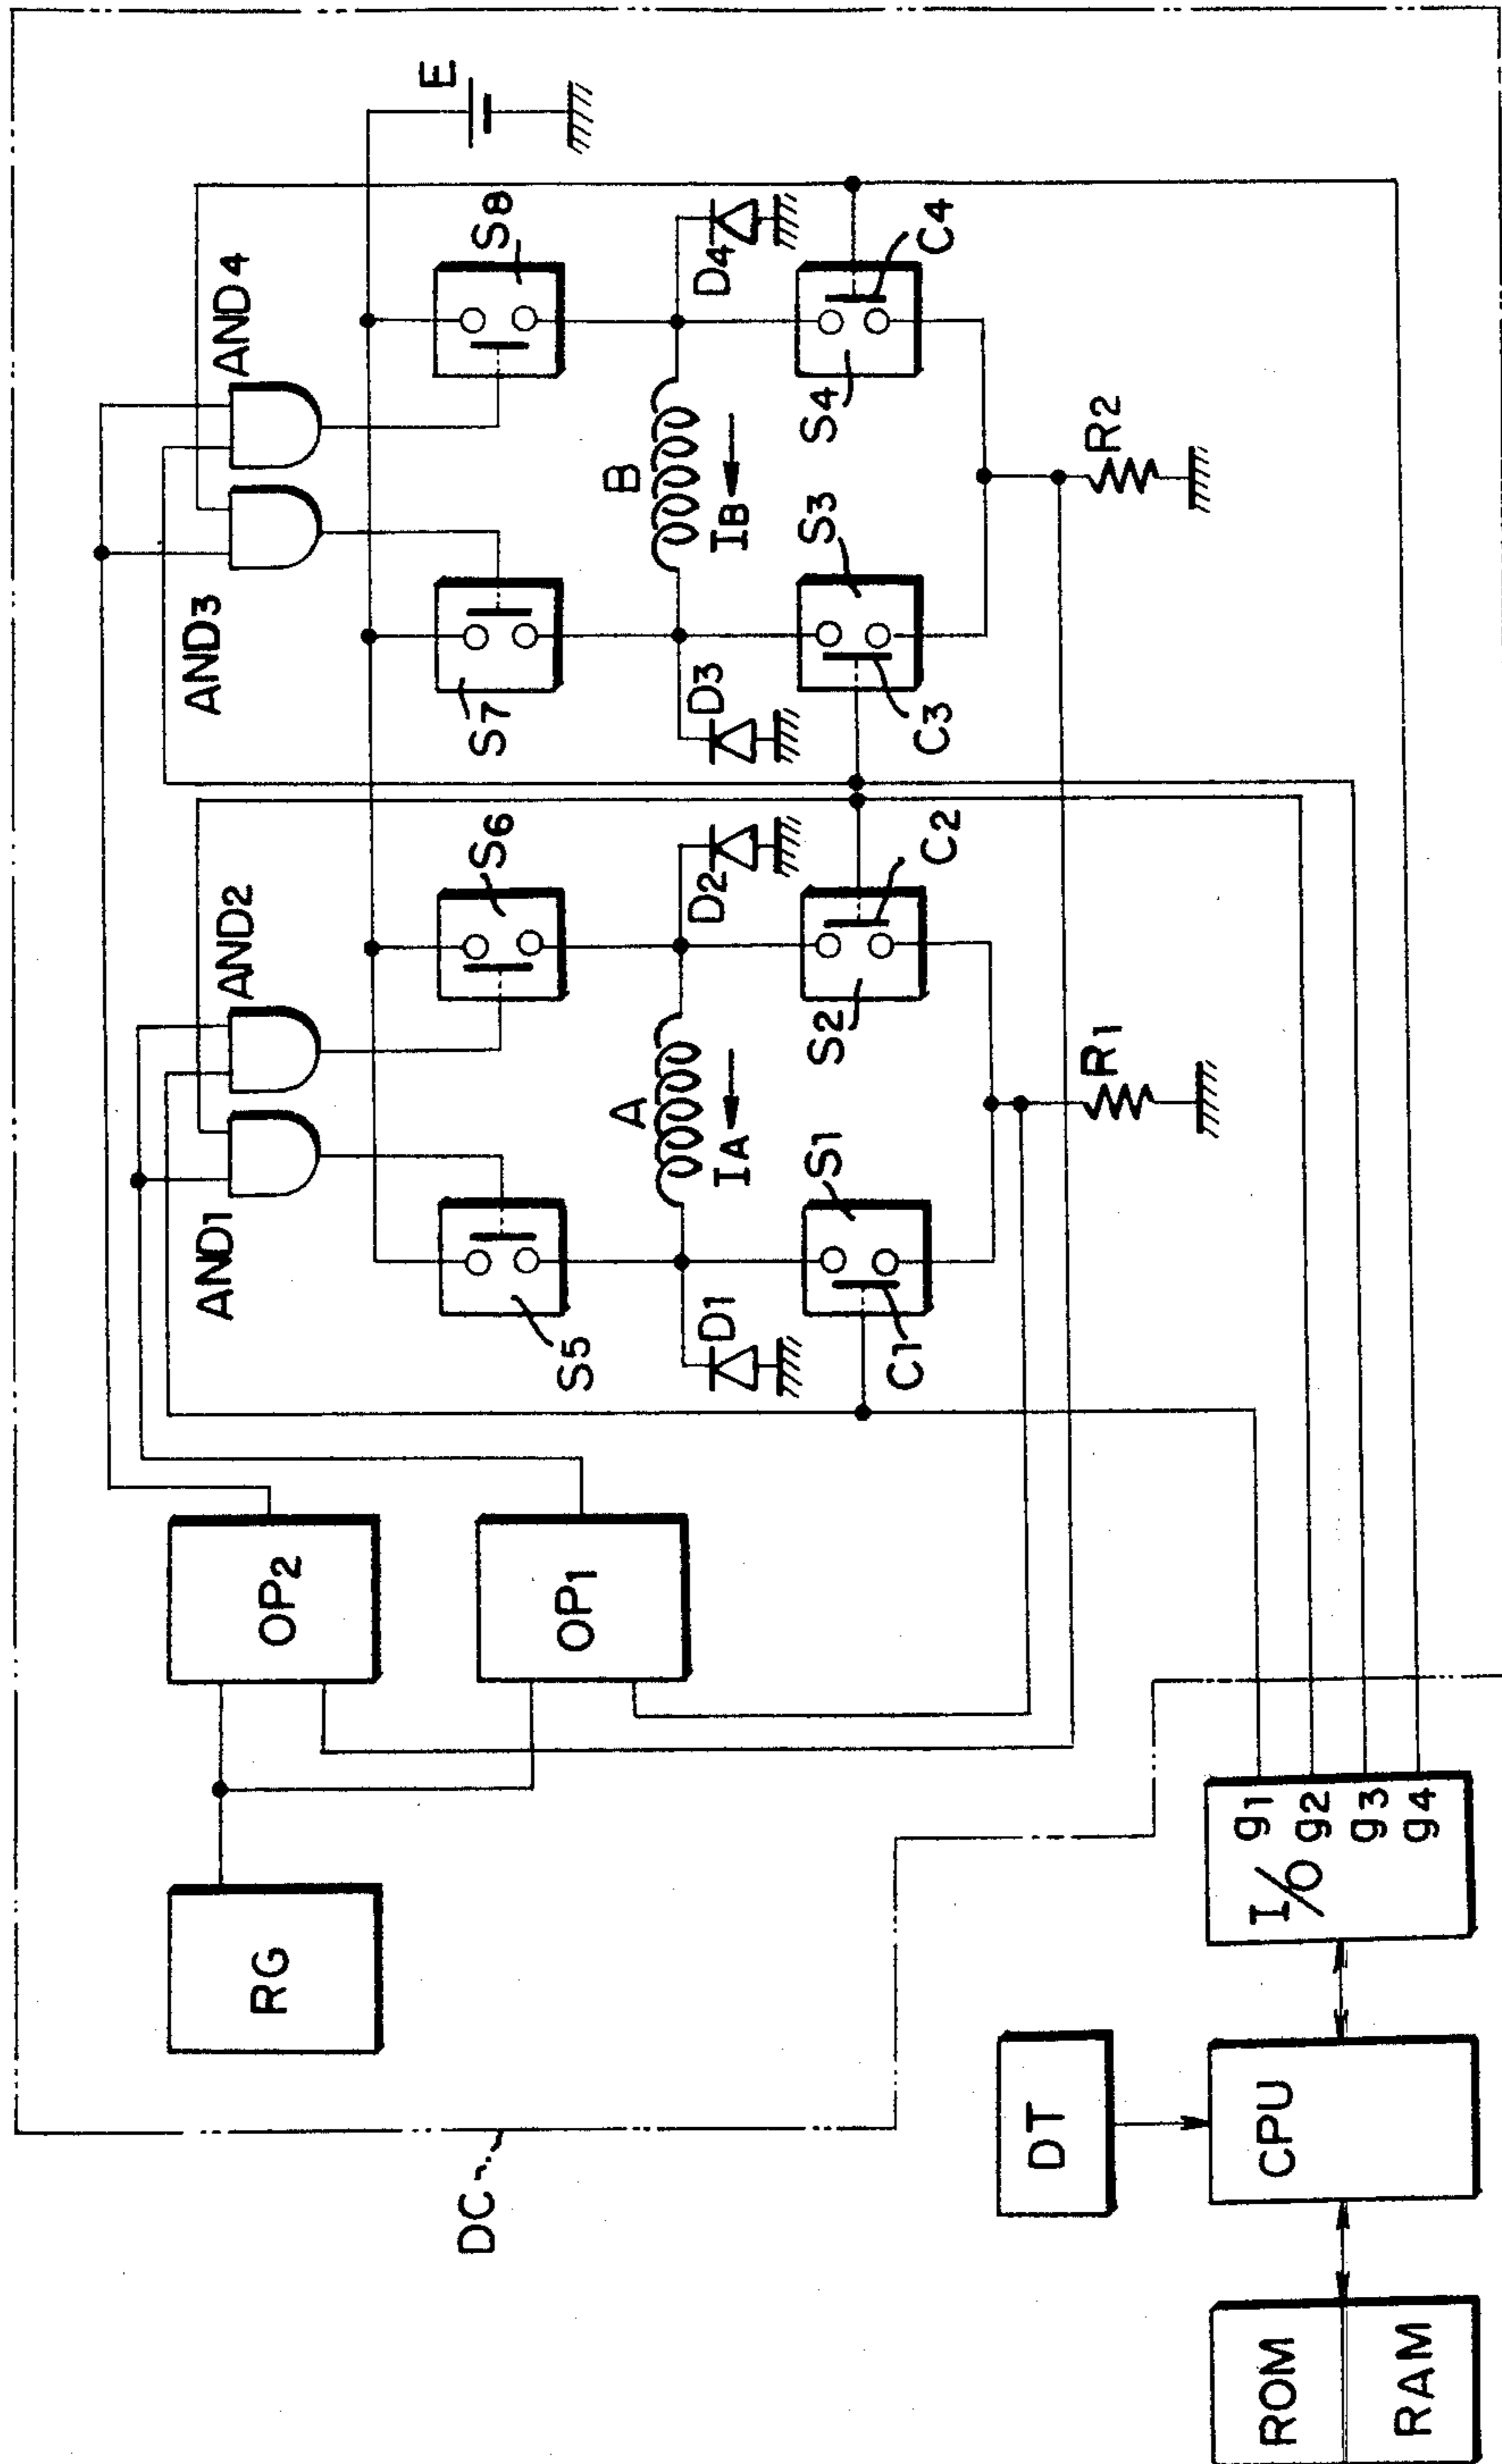 E
AND4
AND3
S8
S7
D4
D3
B
IB
S4
C4
S3
C3
R2
AND2
AND1
S6
S5
D2
D1
A
IA
S2
C2
S1
C1
R1
OP2
OP1
RG
DC
g1
g2
g3
g4
I/O
DT
CPU
ROM
RAM